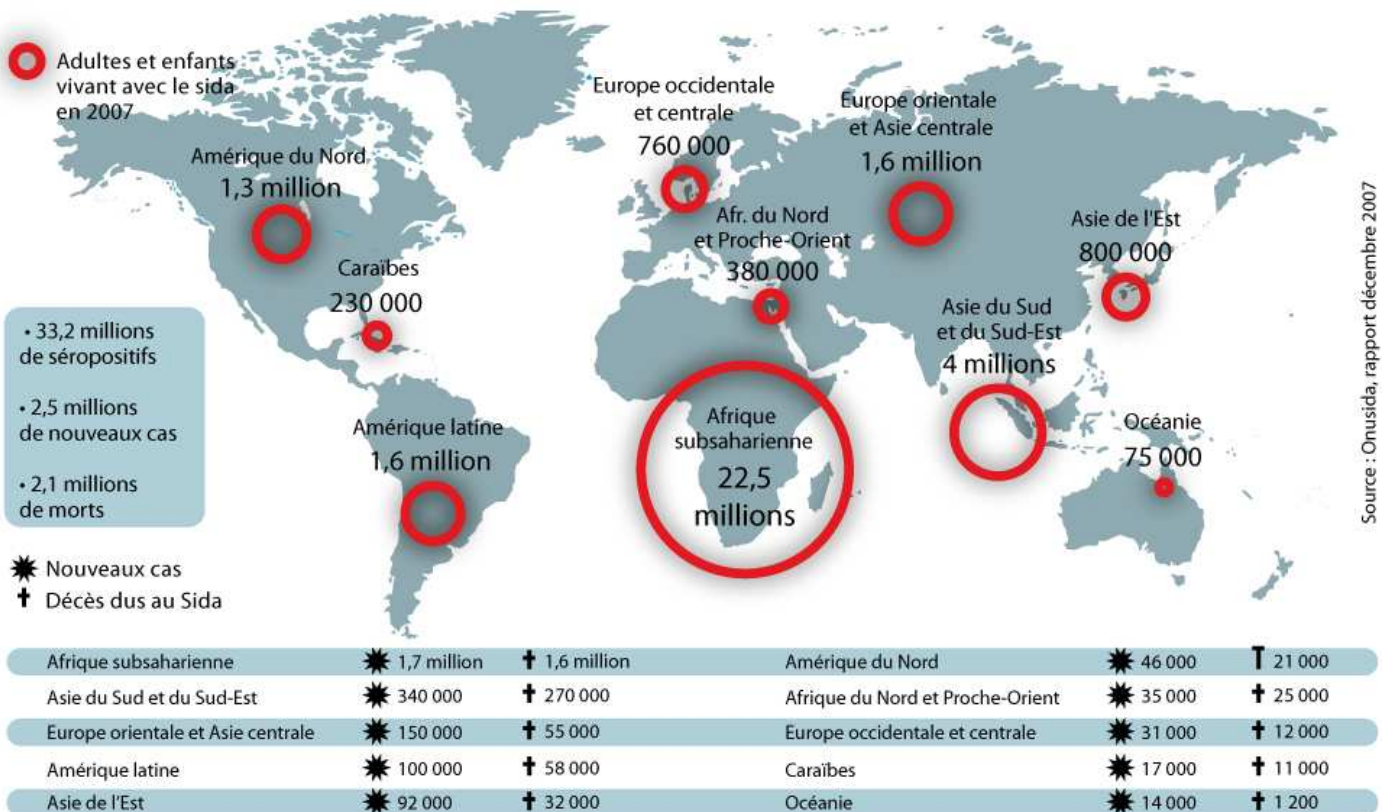 Adultes et enfants
vivant avec le sida
en 2007
Amérique du Nord
1,3 million
Caraïbes
230 000
Europe occidentale
et centrale
760 000
Europe orientale
et Asie centrale
1,6 million
Afr. du Nord
et Proche-Orient
380 000
Asie de l'Est
800 000
Asie du Sud
et du Sud-Est
4 millions
Afrique
subsaharienne
22,5
millions
Amérique latine
1,6 million
Océanie
75 000
Source : Onusida, rapport décembre 2007
• 33,2 millions
de séropositifs
• 2,5 millions
de nouveaux cas
• 2,1 millions
de morts
Nouveaux cas
Décès dus au Sida
Afrique subsaharienne 1,7 million 1,6 million Amérique du Nord 46 000 21 000
Asie du Sud et du Sud-Est 340 000 270 000 Afrique du Nord et Proche-Orient 35 000 25 000
Europe orientale et Asie centrale 150 000 55 000 Europe occidentale et centrale 31 000 12 000
Amérique latine 100 000 58 000 Caraïbes 17 000 11 000
Asie de l'Est 92 000 32 000 Océanie 14 000 1 200